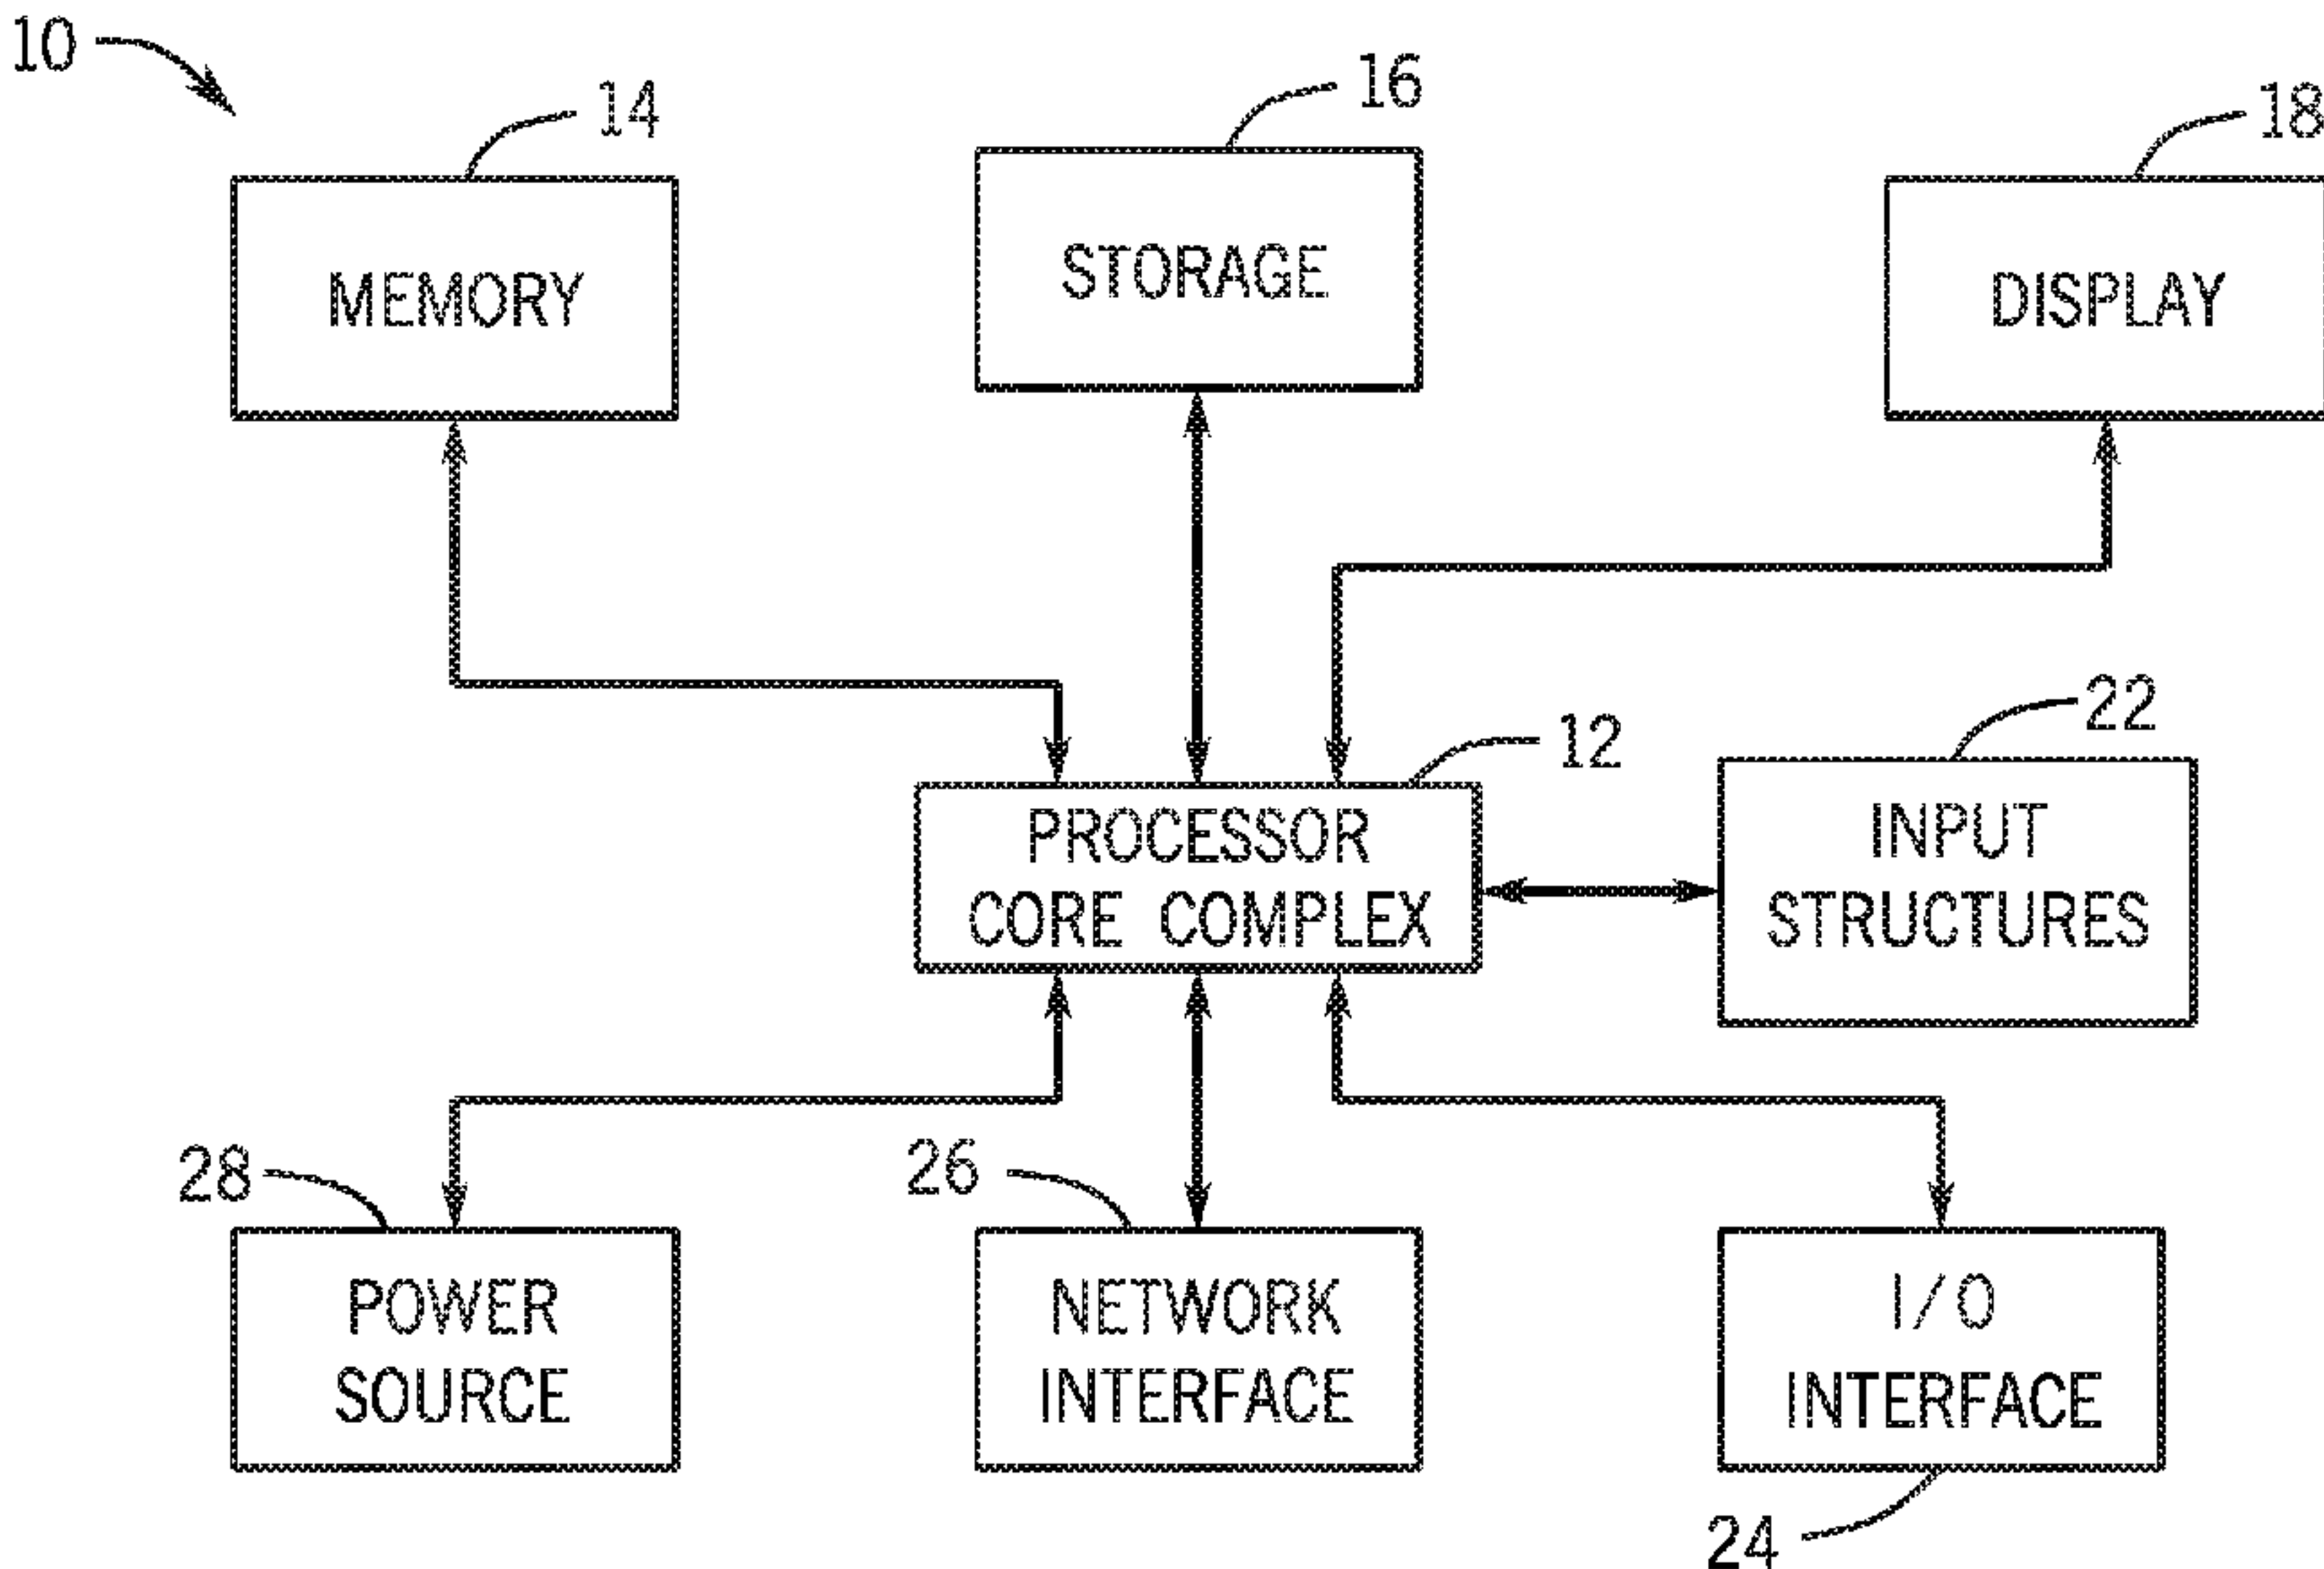 10
14
16
18
MEMORY
STORAGE
DISPLAY
12
22
PROCESSOR
CORE COMPLEX
INPUT
STRUCTURES
28
26
POWER
SOURCE
NETWORK
INTERFACE
I/O
INTERFACE
24